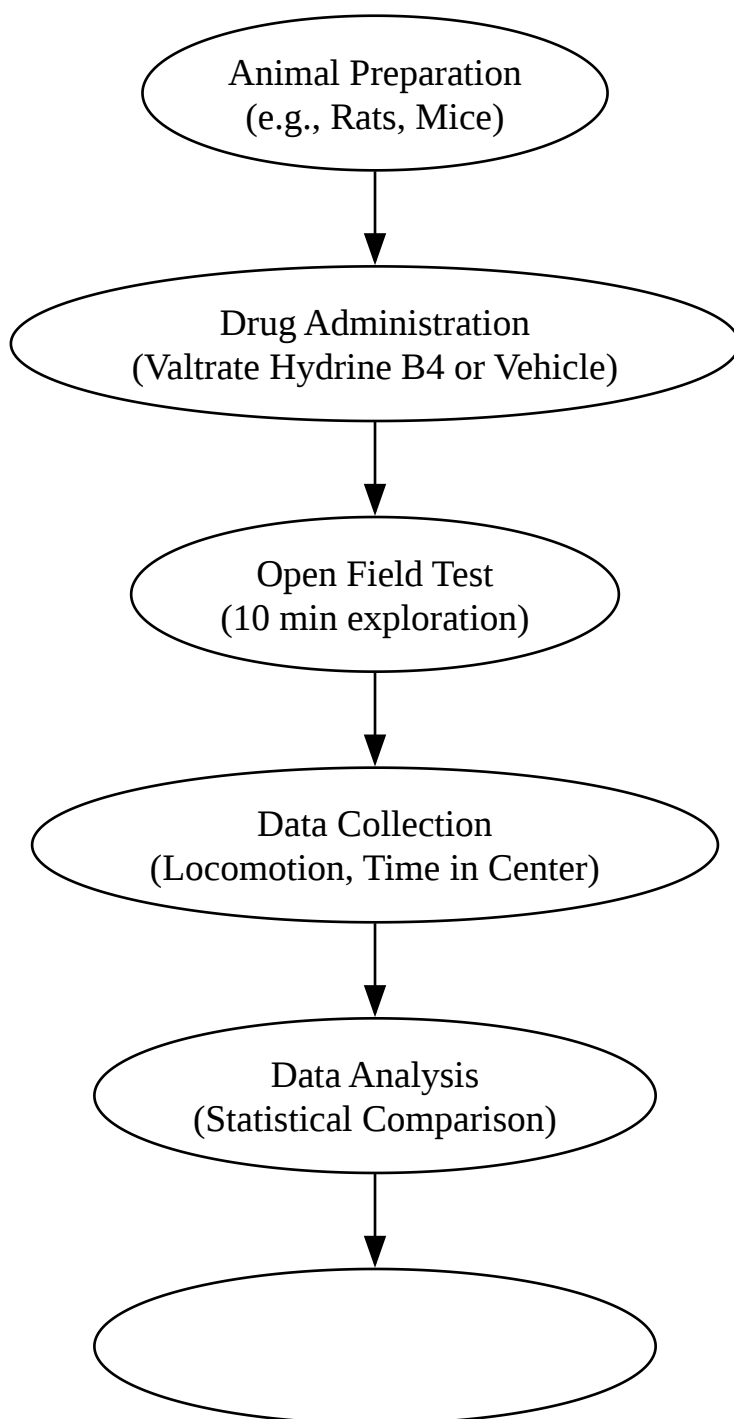 Animal Preparation
(e.g., Rats, Mice)
Drug Administration
(Valtrate Hydrine B4 or Vehicle)
Open Field Test
(10 min exploration)
Data Collection
(Locomotion, Time in Center)
Data Analysis
(Statistical Comparison)